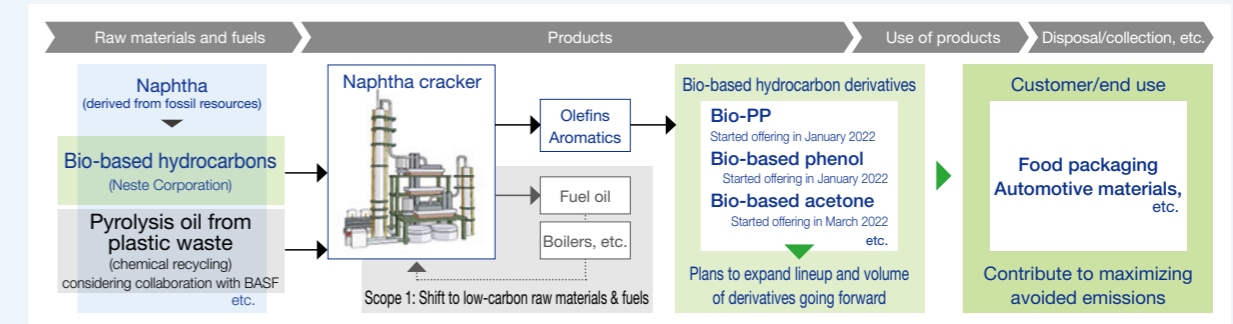 Raw materials and fuels
Products
Use of products
Disposal/collection, etc.
Naphtha
(derived from fossil resources)
Bio-based hydrocarbons
(Neste Corporation)
Pyrolysis oil from
plastic waste
(chemical recycling)
considering collaboration with BASF
etc.
Naphtha cracker
Olefins
Aromatics
Fuel oil
Boilers, etc.
Scope 1: Shift to low-carbon raw materials & fuels
Bio-based hydrocarbon derivatives
Bio-PP
Started offering in January 2022
Bio-based phenol
Started offering in January 2022
Bio-based acetone
Started offering in March 2022
etc.
Plans to expand lineup and volume
of derivatives going forward
Customer/end use
Food packaging
Automotive materials,
etc.
Contribute to maximizing
avoided emissions